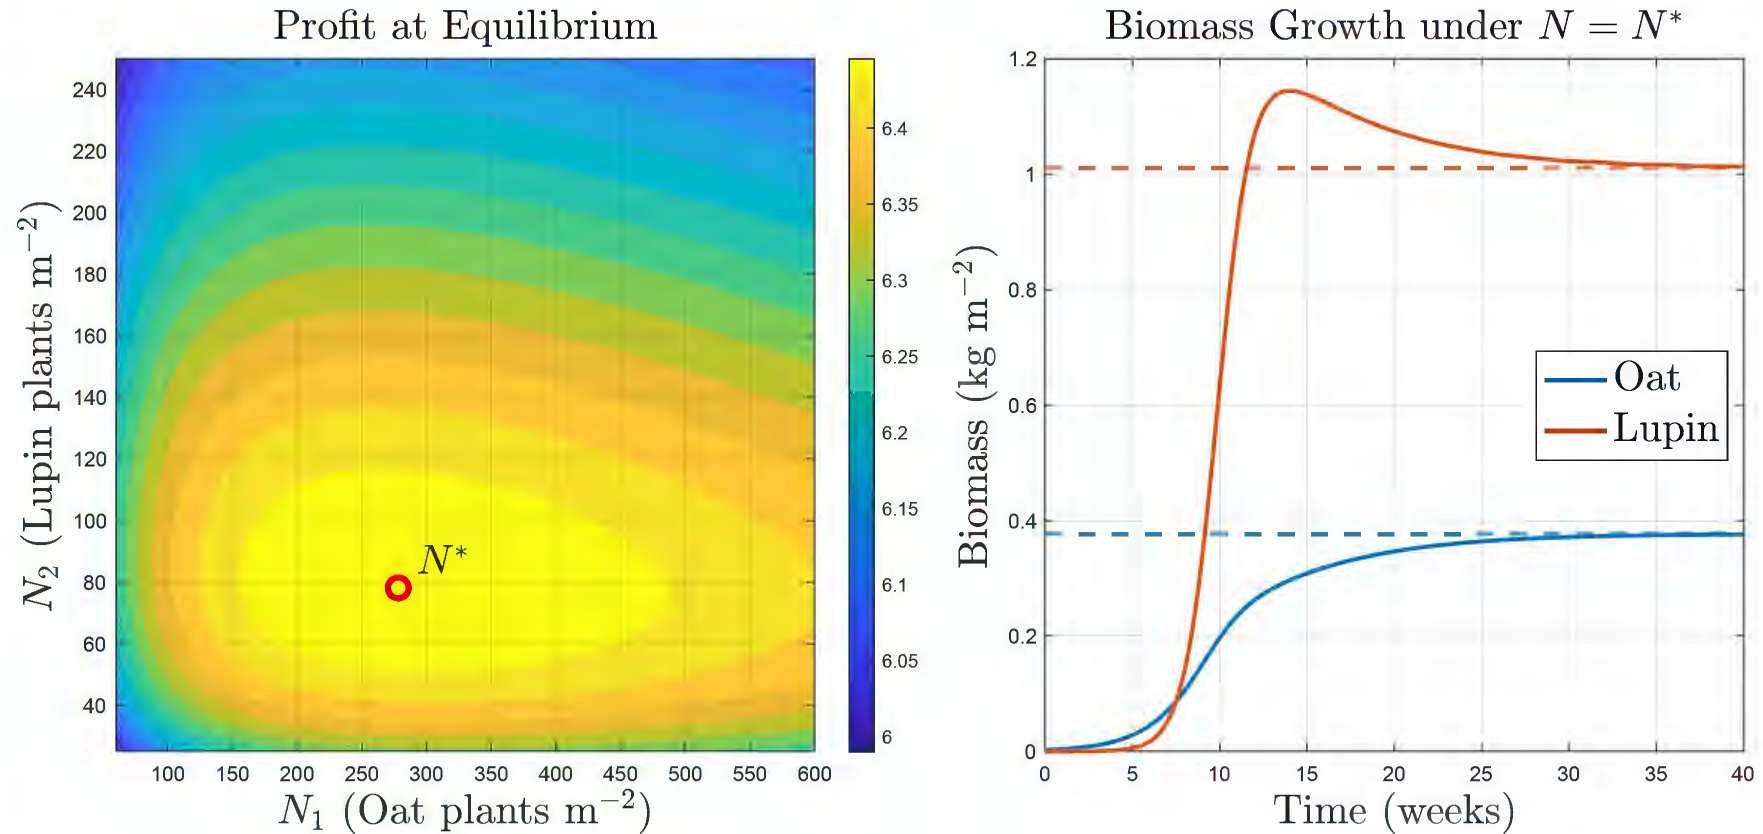 Profit at Equilibrium
240
220
200
180
160
140
120
100
80
60
40
N₂ (Lupin plants m⁻²)
N*
100 150 200 250 300 350 400 450 500 550 600
N₁ (Oat plants m⁻²)
6.4
6.35
6.3
6.25
6.2
6.15
6.1
6.05
6
Biomass Growth under N = N*
1.2
1
0.8
0.6
0.4
0.2
0
Biomass (kg m⁻²)
Oat
Lupin
0 5 10 15 20 25 30 35 40
Time (weeks)